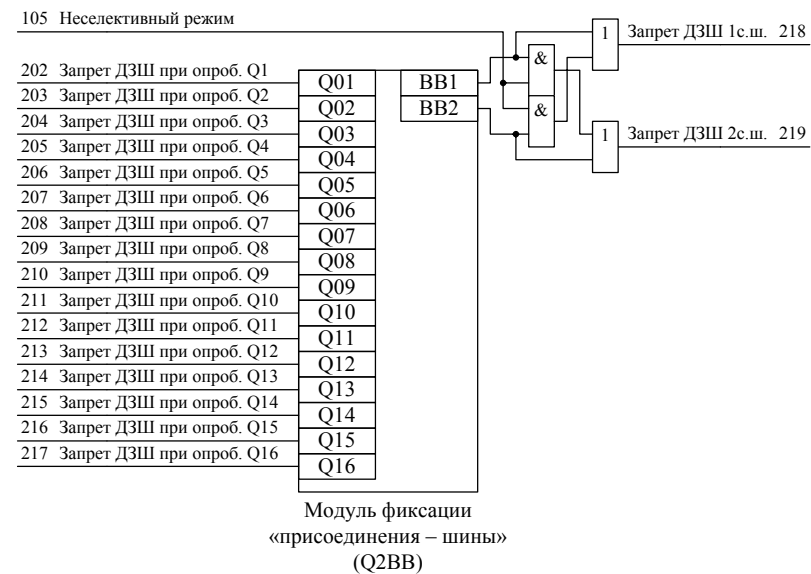 105 Неселективный режим
1 Запрет ДЗШ 1с.ш. 218
&
202 Запрет ДЗШ при опроб. Q1
Q01 BB1
203 Запрет ДЗШ при опроб. Q2
Q02 BB2
&
204 Запрет ДЗШ при опроб. Q3
Q03
1 Запрет ДЗШ 2с.ш. 219
205 Запрет ДЗШ при опроб. Q4
Q04
206 Запрет ДЗШ при опроб. Q5
Q05
207 Запрет ДЗШ при опроб. Q6
Q06
208 Запрет ДЗШ при опроб. Q7
Q07
209 Запрет ДЗШ при опроб. Q8
Q08
210 Запрет ДЗШ при опроб. Q9
Q09
211 Запрет ДЗШ при опроб. Q10
Q10
212 Запрет ДЗШ при опроб. Q11
Q11
213 Запрет ДЗШ при опроб. Q12
Q12
214 Запрет ДЗШ при опроб. Q13
Q13
215 Запрет ДЗШ при опроб. Q14
Q14
216 Запрет ДЗШ при опроб. Q15
Q15
217 Запрет ДЗШ при опроб. Q16
Q16
Модуль фиксации
«присоединения – шины»
(Q2BB)